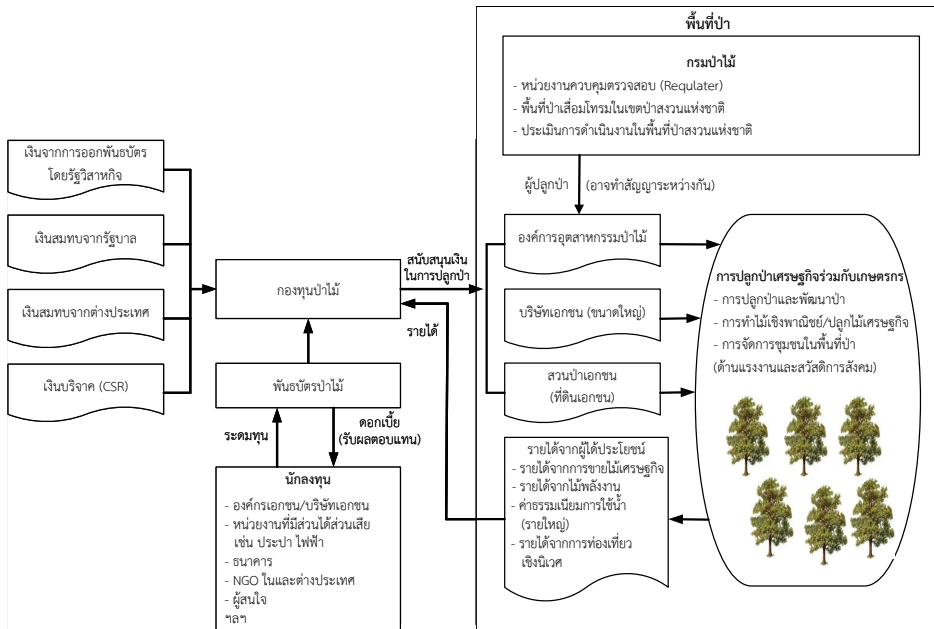 พื้นที่ป่า
กรมป่าไม้
- หน่วยงานควบคุมตรวจสอบ (Requlater)
- พื้นที่ป่าเสื่อมโทรมในเขตป่าสงวนแห่งชาติ
- ประเมินการดำเนินงานในพื้นที่ป่าสงวนแห่งชาติ
ผู้ปลูกป่า
(อาจทำสัญญาระหว่างกัน)
เงินจากการออกพันธบัตร
โดยรัฐวิสาหกิจ
เงินสมทบจากรัฐบาล
เงินสมทบจากต่างประเทศ
เงินบริจาค (CSR)
กองทุนป่าไม้
สนับสนุนเงิน
ในการปลูกป่า
รายได้
พันธบัตรป่าไม้
ระดมทุน
ดอกเบี้ย
(รับผลตอบแทน)
นักลงทุน
- องค์กรเอกชน/บริษัทเอกชน
- หน่วยงานที่มีส่วนได้ส่วนเสีย
เช่น ประปา ไฟฟ้า
- ธนาคาร
- NGO ในและต่างประเทศ
- ผู้สนใจ
ฯลฯ
องค์การอุตสาหกรรมป่าไม้
บริษัทเอกชน (ขนาดใหญ่)
สวนป่าเอกชน
(ที่ดินเอกชน)
รายได้จากผู้ได้ประโยชน์
- รายได้จากการขายไม้เศรษฐกิจ
- รายได้จากไม้พลังงาน
- ค่าธรรมเนียมการใช้น้ำ
(รายใหญ่)
- รายได้จากการท่องเที่ยว
เชิงนิเวศ
การปลูกป่าเศรษฐกิจร่วมกับเกษตรกร
- การปลูกป่าและพัฒนาป่า
- การทำไม้เชิงพาณิชย์/ปลูกไม้เศรษฐกิจ
- การจัดการชุมชนในพื้นที่ป่า
(ด้านแรงงานและสวัสดิการสังคม)